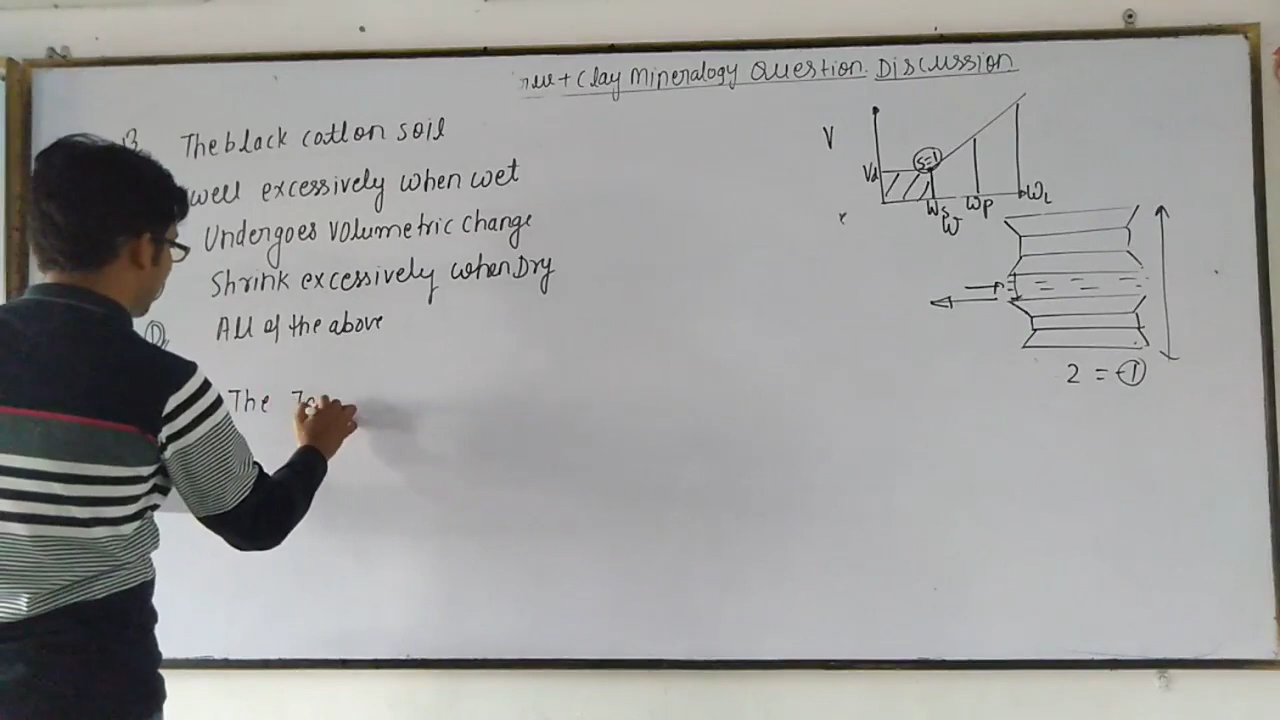 + Clay Mineralogy Question Discussion
The black cotton soil
well excessively when wet
Undergoes volumetric change
Shrink excessively when Dry
D
All of the above
The
V
Vd
S=1
Ws
Wp
WL
W
2 = 1